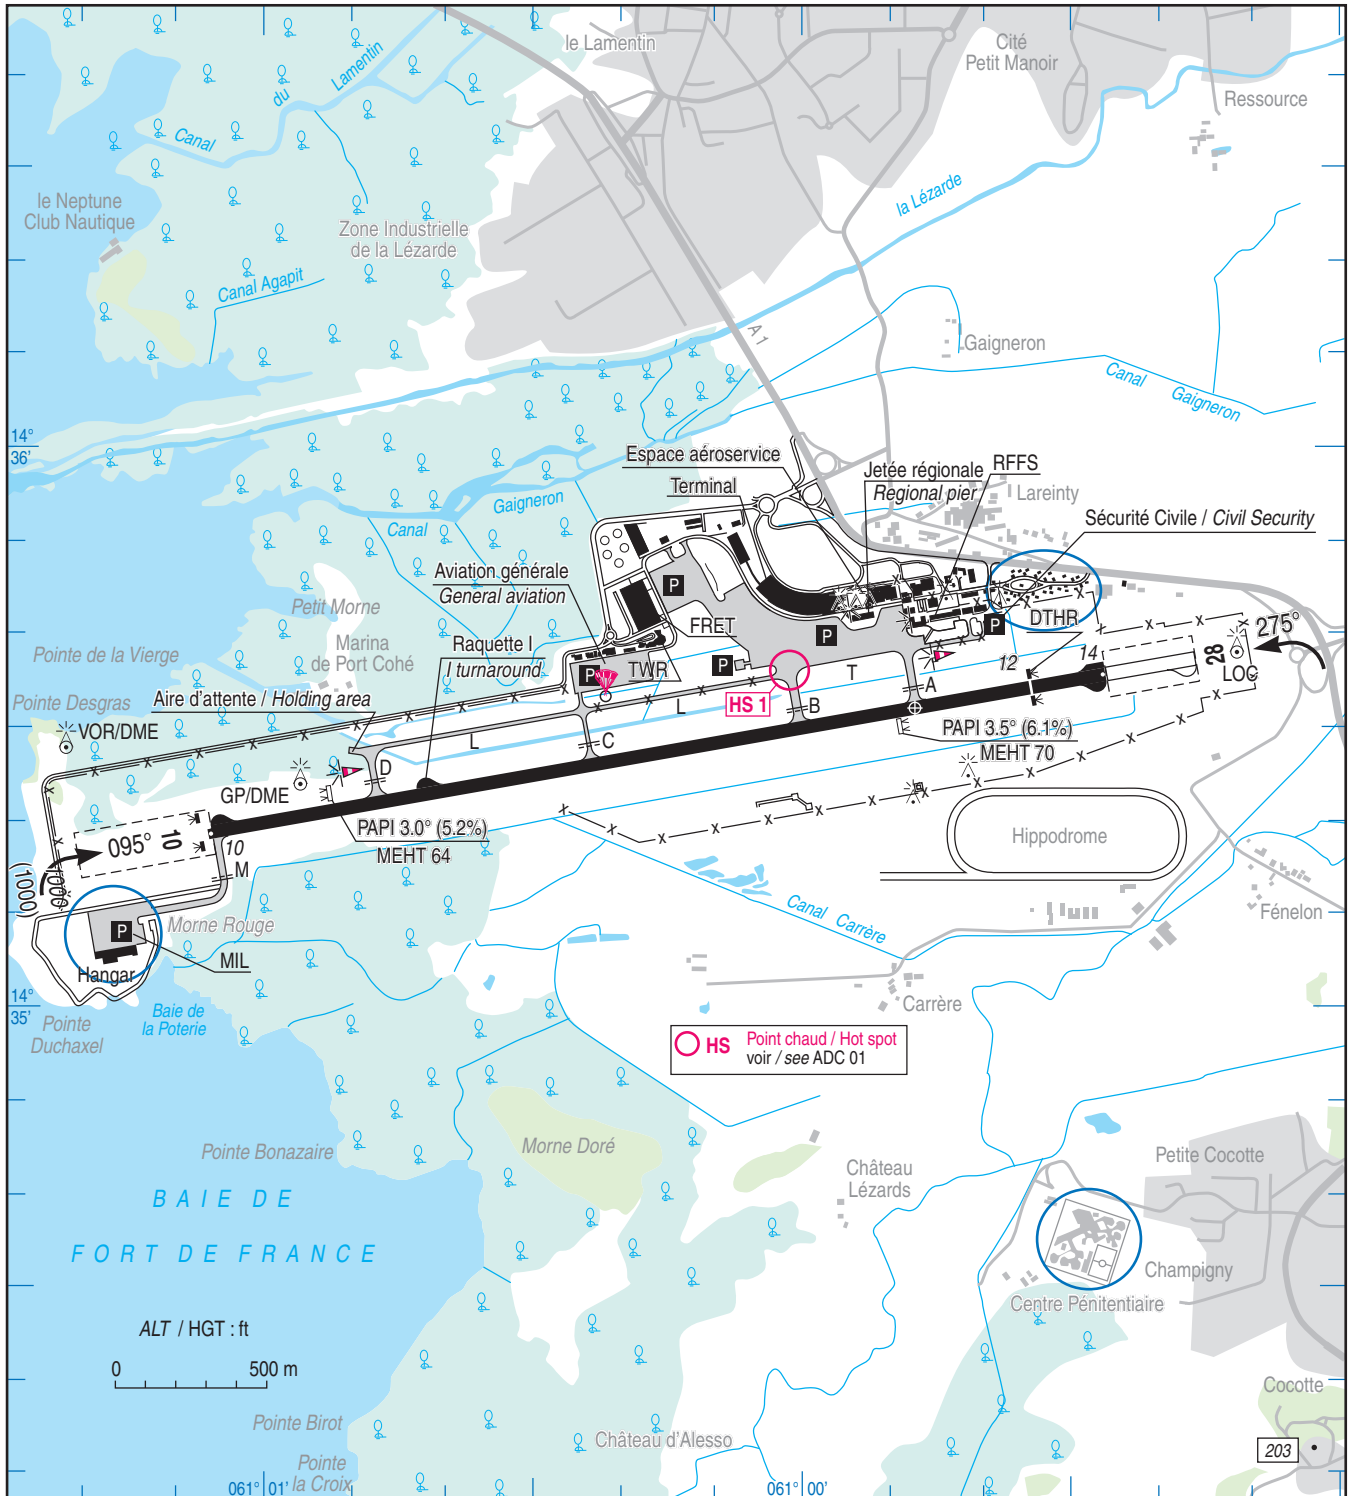 le Lamentin
Cité
Petit Manoir
Ressource
Canal
du
Lamentin
le Neptune
Club Nautique
Zone Industrielle
de la Lézarde
la Lézarde
Canal Agapit
A 1
Gaigneron
Canal
Gaigneron
14°
36'
Espace aéroservice
Terminal
Jetée régionale
Regional pier
RFFS
Lareinty
Sécurité Civile / Civil Security
Gaigneron
Canal
Aviation générale
General aviation
P
FRET
P
P
DTHR
Petit Morne
Marina
de Port Cohé
Pointe de la Vierge
Raquette I
I turnaround
TWR
P
P
T
A
12
14
28
275°
LOC
Pointe Desgras
Aire d'attente / Holding area
HS 1
L
B
VOR/DME
L
C
PAPI 3.5° (6.1%)
MEHT 70
D
GP/DME
PAPI 3.0° (5.2%)
MEHT 64
095°
10
10
M
Hippodrome
(1000)
1000
P
Morne Rouge
MIL
Hangar
Canal Carrère
Fénelon
Carrère
14°
35'
Pointe
Duchaxel
Baie de
la Poterie
HS Point chaud / Hot spot
voir / see ADC 01
Morne Doré
Pointe Bonazaire
Château
Lézards
Petite Cocotte
BAIE DE
FORT DE FRANCE
Champigny
Centre Pénitentiaire
ALT / HGT : ft
0 500 m
Cocotte
Pointe Birot
Château d'Alesso
203
Pointe
la Croix
061° 01'
061° 00'